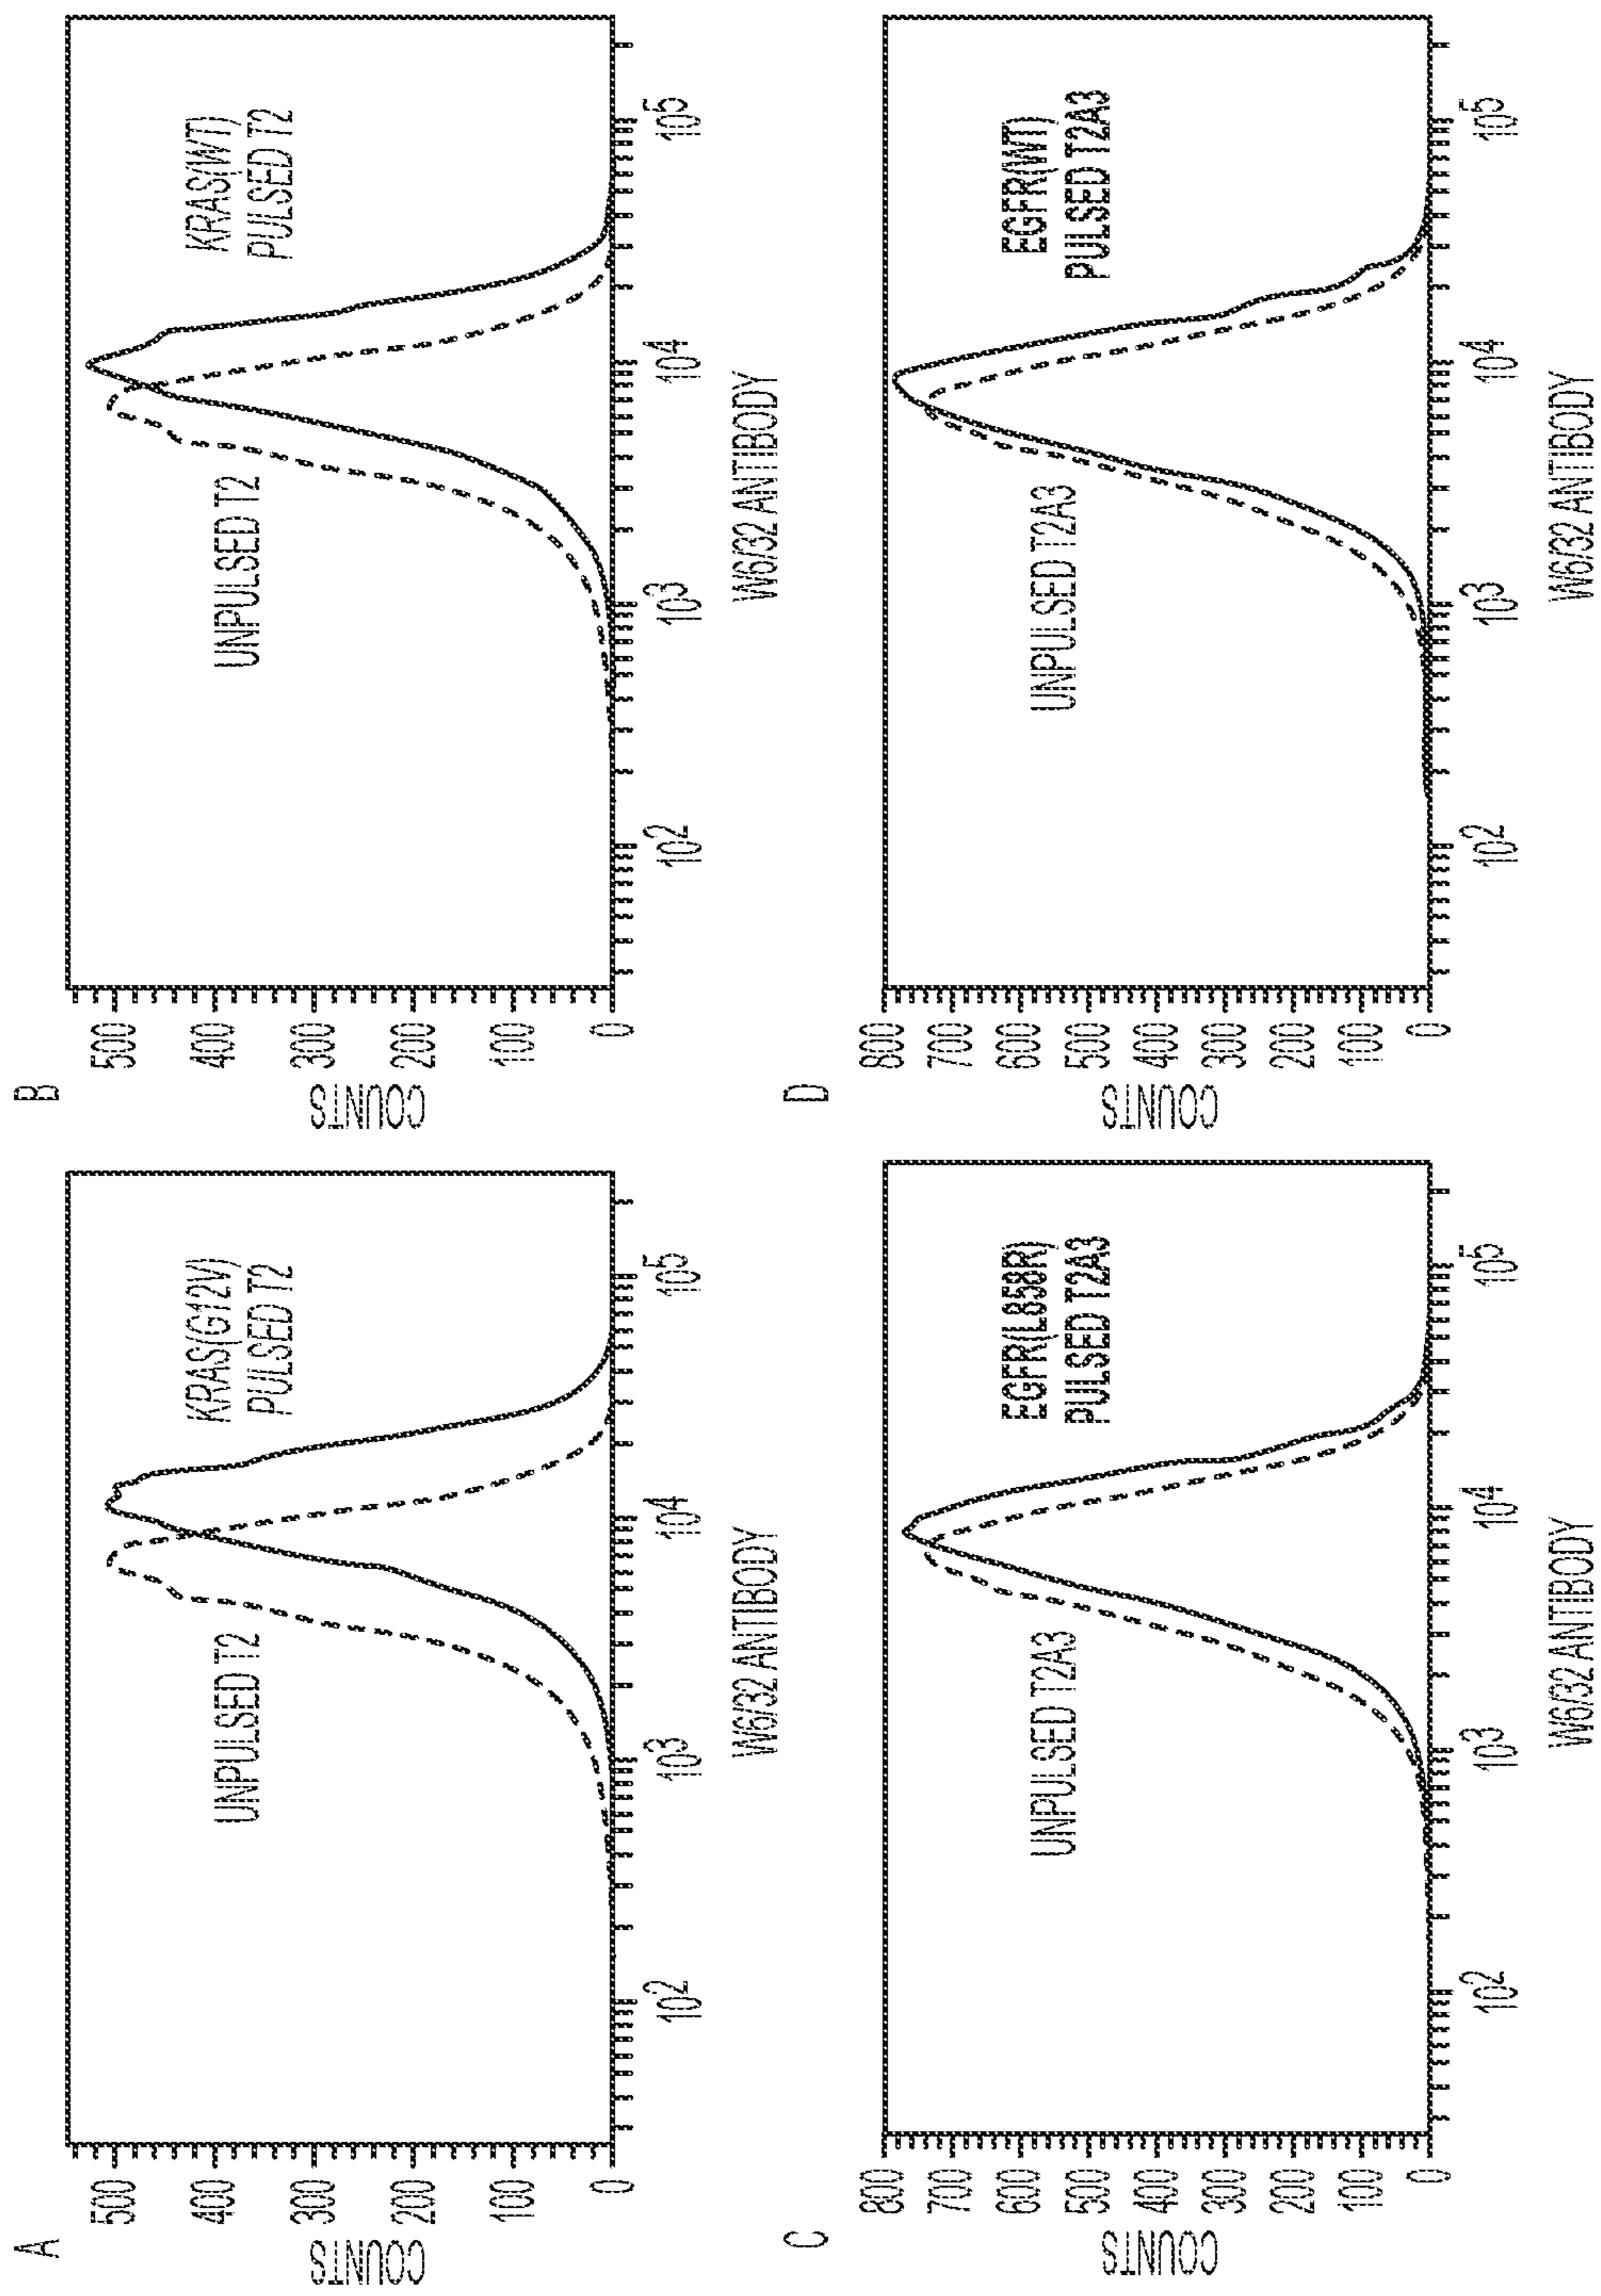 A
COUNTS
500
400
300
200
100
0
UNPULSED T2
KRAS(G12V)
PULSED T2
10²
10³
10⁴
10⁵
W6/32 ANTIBODY
B
COUNTS
500
400
300
200
100
0
UNPULSED T2
KRAS(WT)
PULSED T2
10²
10³
10⁴
10⁵
W6/32 ANTIBODY
C
COUNTS
800
700
600
500
400
300
200
100
0
UNPULSED T2A3
EGFR(L858R)
PULSED T2A3
10²
10³
10⁴
10⁵
W6/32 ANTIBODY
D
COUNTS
800
700
600
500
400
300
200
100
0
UNPULSED T2A3
EGFR(WT)
PULSED T2A3
10²
10³
10⁴
10⁵
W6/32 ANTIBODY